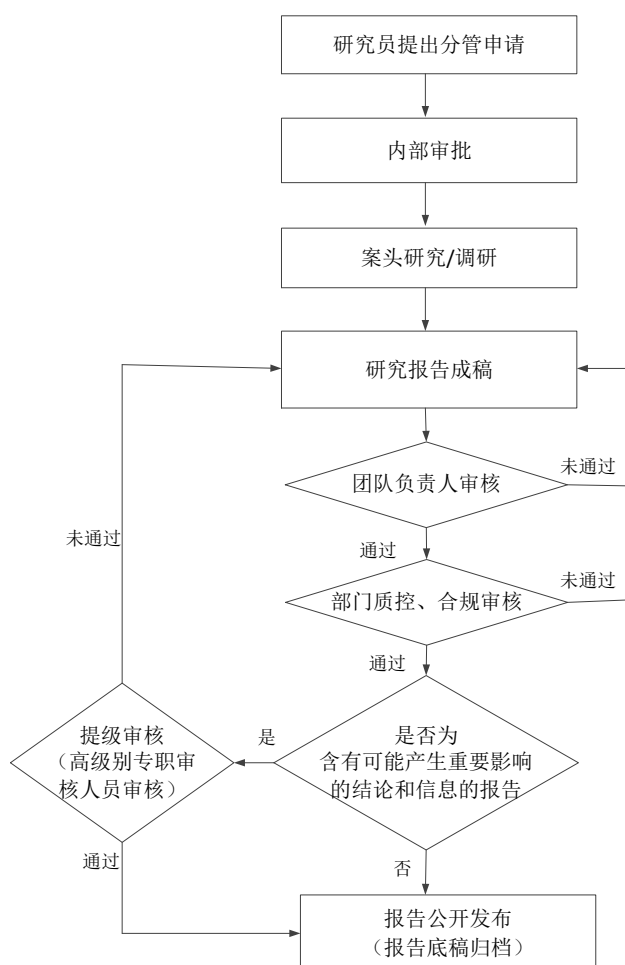 研究员提出分管申请
内部审批
案头研究/调研
研究报告成稿
团队负责人审核
未通过
未通过
通过
部门质控、合规审核
未通过
通过
提级审核
（高级别专职审
核人员审核）
是
是否为
含有可能产生重要影响
的结论和信息的报告
通过
否
报告公开发布
（报告底稿归档）